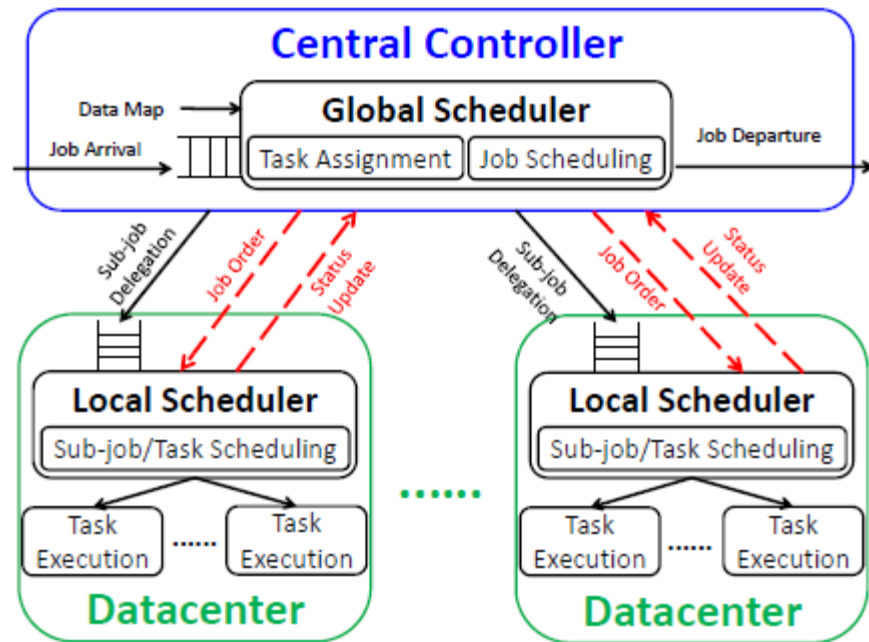 Central Controller
Data Map
Global Scheduler
Job Arrival
Task Assignment
Job Scheduling
Job Departure
Sub-job
Delegation
Job Order
Status
Update
Sub-job
Delegation
Job Order
Status
Update
Local Scheduler
Sub-job/Task Scheduling
Task
Execution
......
Task
Execution
Datacenter
......
Local Scheduler
Sub-job/Task Scheduling
Task
Execution
......
Task
Execution
Datacenter